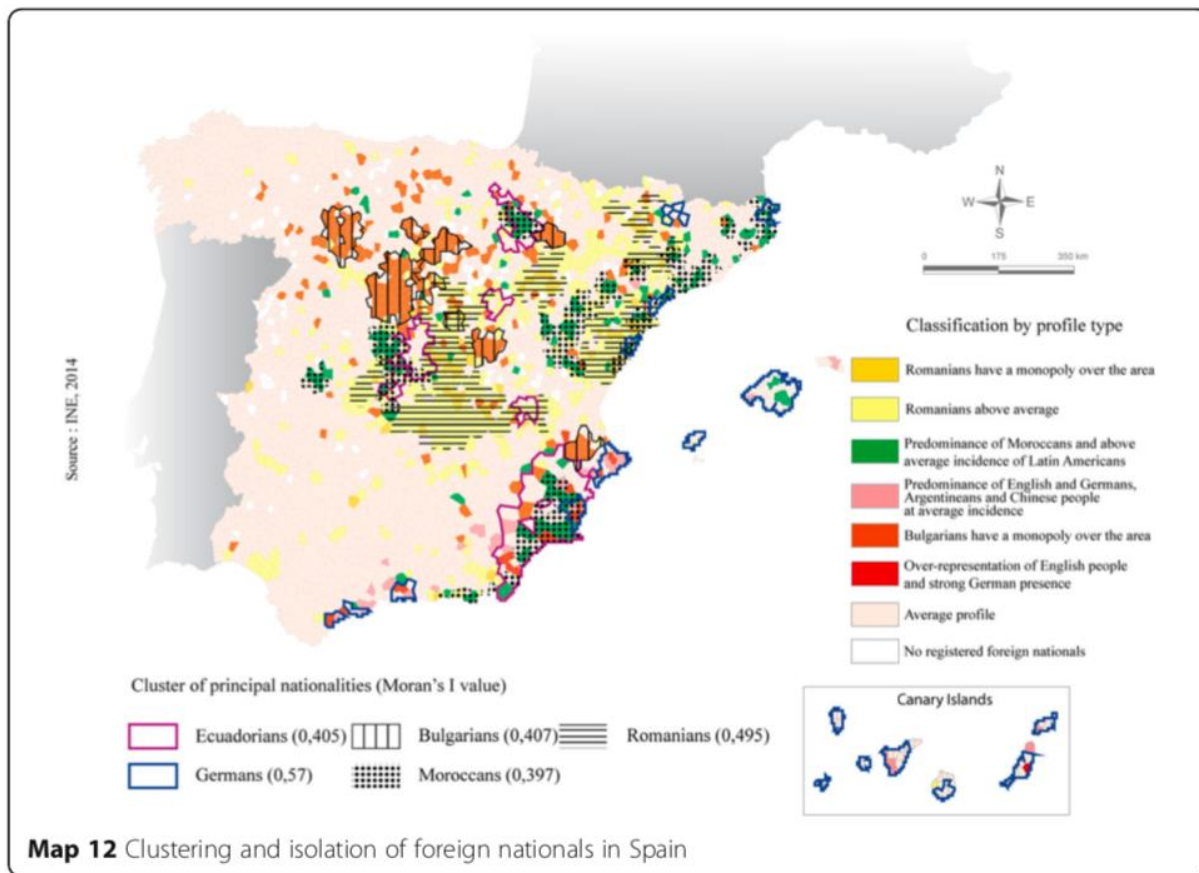 N
W E
S
0 175 350 km
Source : INE, 2014
Classification by profile type
Romanians have a monopoly over the area
Romanians above average
Predominance of Moroccans and above
average incidence of Latin Americans
Predominance of English and Germans,
Argentineans and Chinese people
at average incidence
Bulgarians have a monopoly over the area
Over-representation of English people
and strong German presence
Average profile
No registered foreign nationals
Cluster of principal nationalities (Moran's I value)
Ecuadorians (0,405) Bulgarians (0,407) Romanians (0,495)
Germans (0,57) Moroccans (0,397)
Canary Islands
Map 12 Clustering and isolation of foreign nationals in Spain